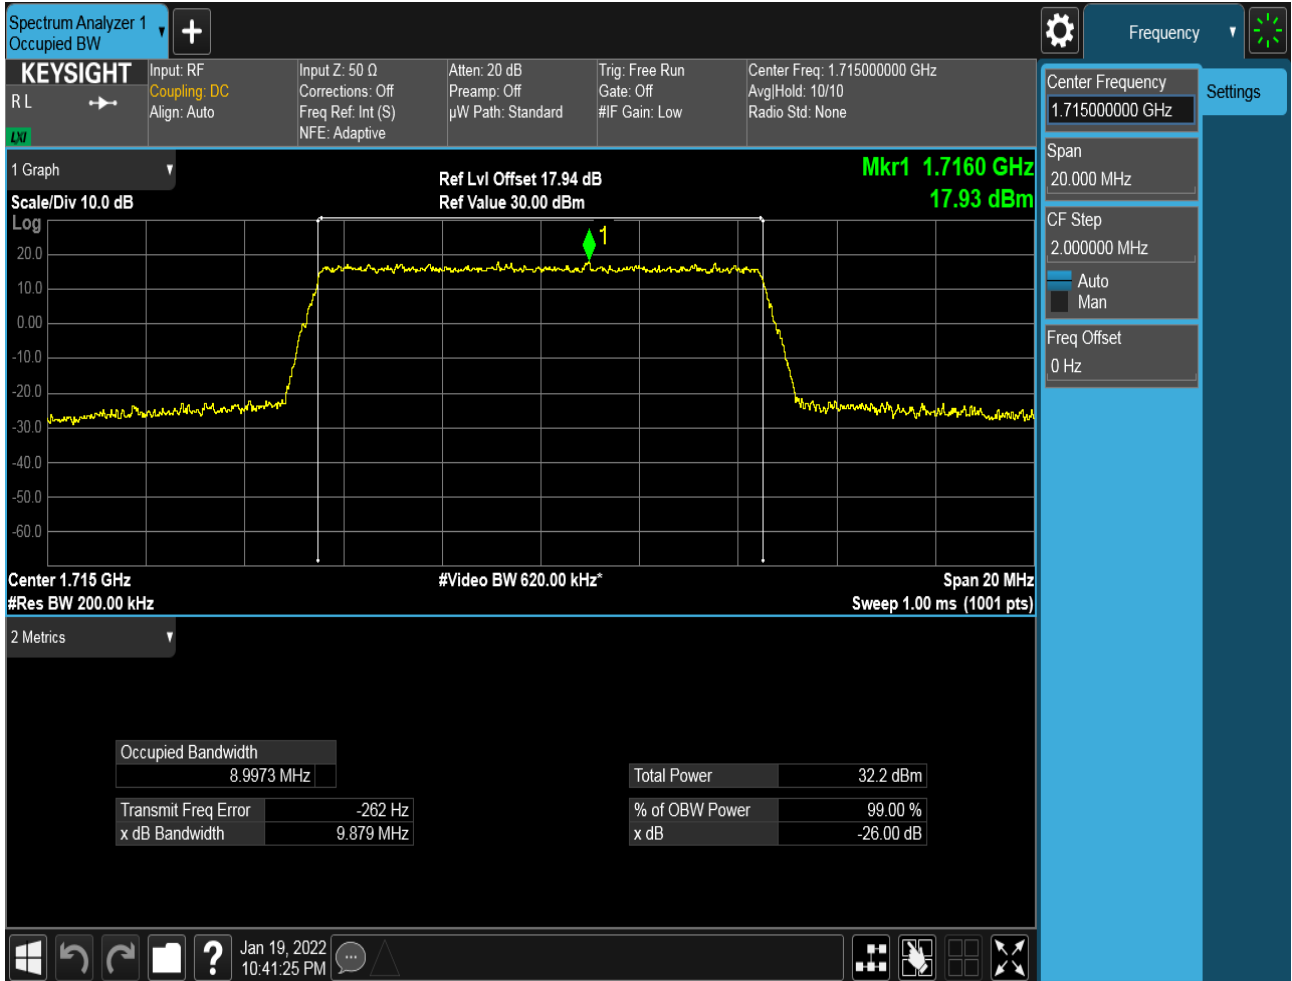 Spectrum Analyzer 1
Occupied BW
+
Frequency
KEYSIGHT
R L
LXI
Input: RF
Coupling: DC
Align: Auto
Input Z: 50 Ω
Corrections: Off
Freq Ref: Int (S)
NFE: Adaptive
Atten: 20 dB
Preamp: Off
µW Path: Standard
Trig: Free Run
Gate: Off
#IF Gain: Low
Center Freq: 1.715000000 GHz
Avg|Hold: 10/10
Radio Std: None
Center Frequency
1.715000000 GHz
Settings
Span
20.000 MHz
CF Step
2.000000 MHz
Auto
Man
Freq Offset
0 Hz
1 Graph
Scale/Div 10.0 dB
Log
Ref Lvl Offset 17.94 dB
Ref Value 30.00 dBm
Mkr1 1.7160 GHz
17.93 dBm
1
20.0
10.0
0.00
-10.0
-20.0
-30.0
-40.0
-50.0
-60.0
Center 1.715 GHz
#Video BW 620.00 kHz*
Span 20 MHz
#Res BW 200.00 kHz
Sweep 1.00 ms (1001 pts)
2 Metrics
Occupied Bandwidth
8.9973 MHz
Total Power 32.2 dBm
Transmit Freq Error -262 Hz
% of OBW Power 99.00 %
x dB Bandwidth 9.879 MHz
x dB -26.00 dB
?
Jan 19, 2022
10:41:25 PM